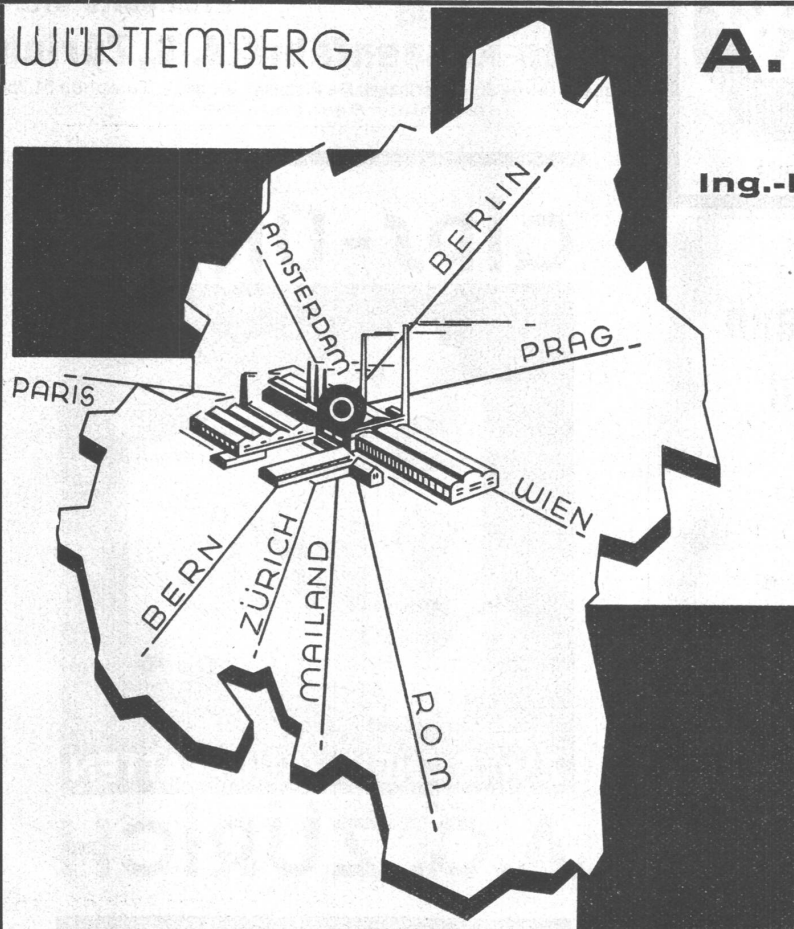 WÜRTTEMBERG
A.
Ing.-
AMSTERDAM
BERLIN
PRAG
PARIS
WIEN
BERN
ZÜRICH
MAILAND
ROM